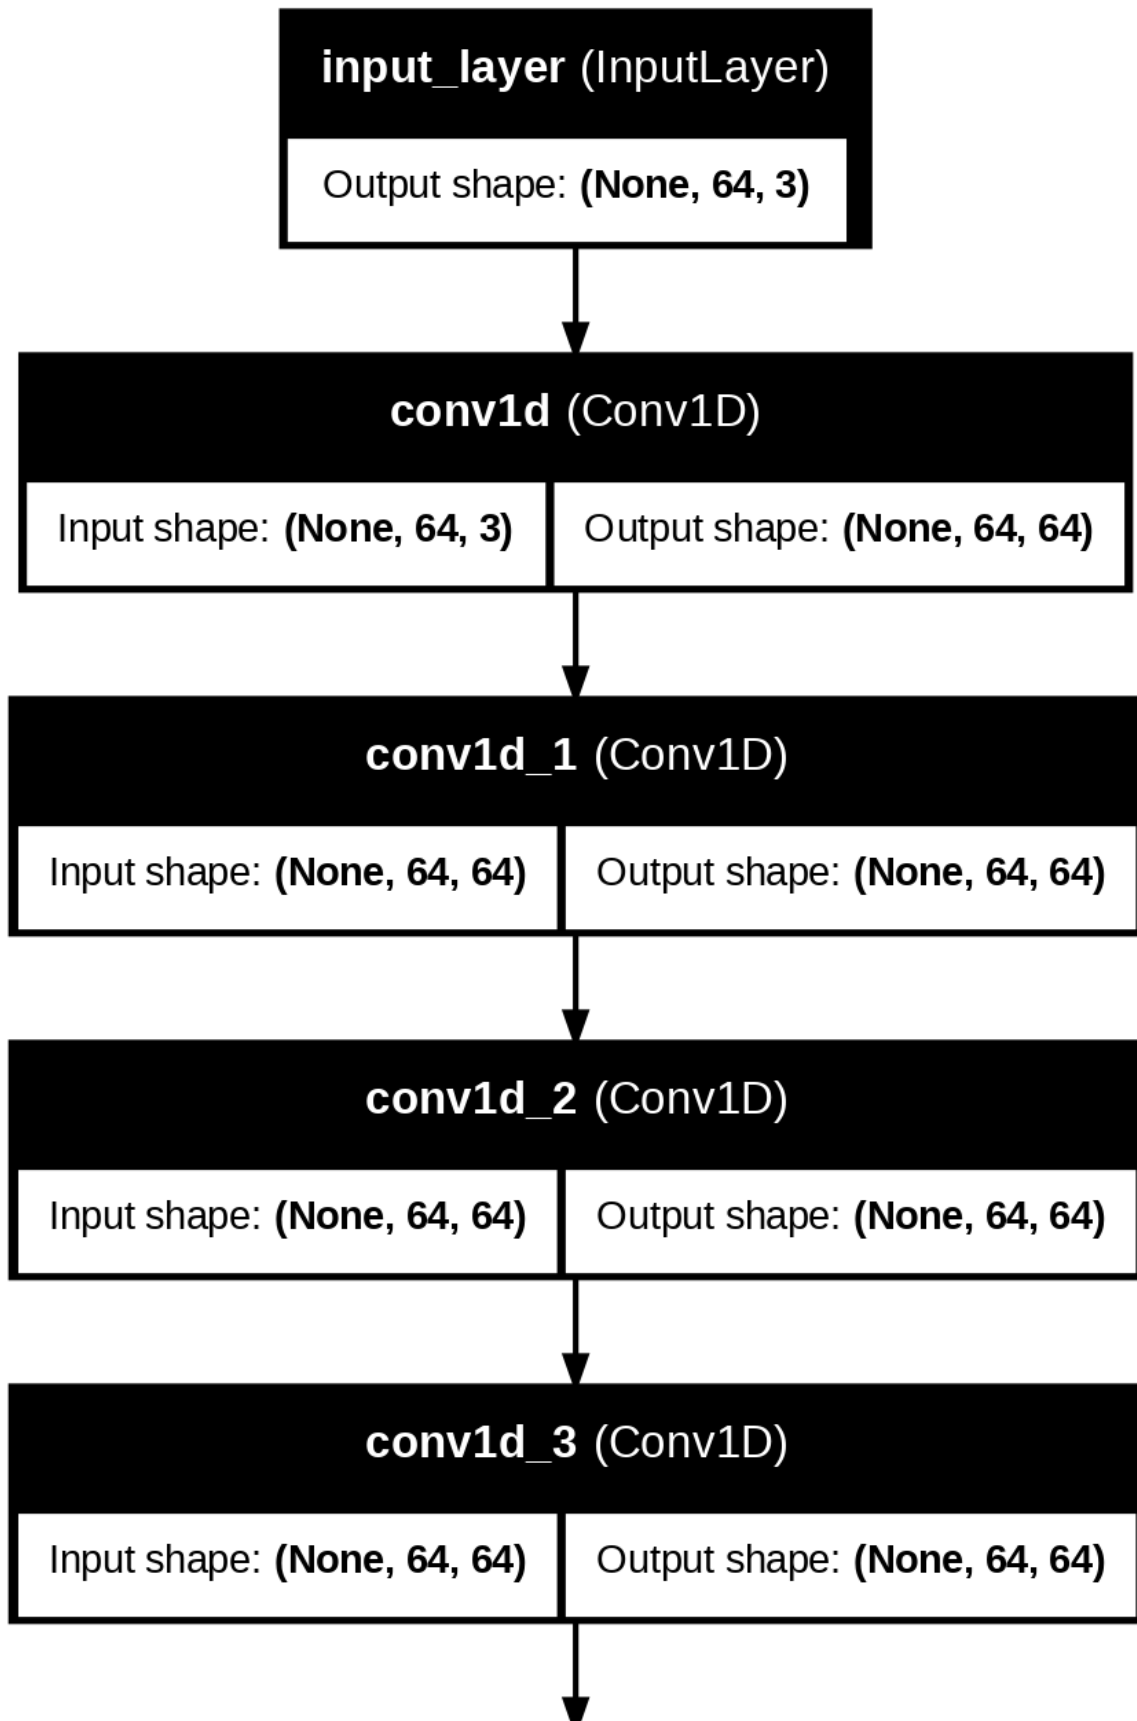 input_layer (InputLayer)
Output shape: (None, 64, 3)
conv1d (Conv1D)
Input shape: (None, 64, 3) Output shape: (None, 64, 64)
conv1d_1 (Conv1D)
Input shape: (None, 64, 64) Output shape: (None, 64, 64)
conv1d_2 (Conv1D)
Input shape: (None, 64, 64) Output shape: (None, 64, 64)
conv1d_3 (Conv1D)
Input shape: (None, 64, 64) Output shape: (None, 64, 64)